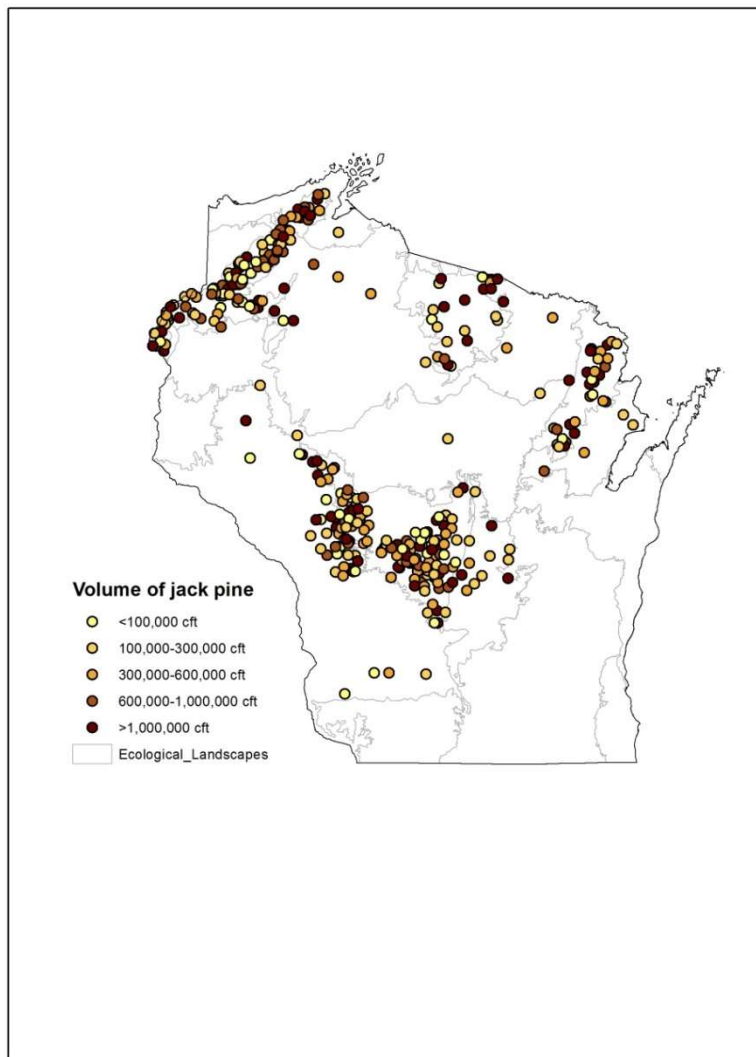 Volume of jack pine
<100,000 cft
100,000-300,000 cft
300,000-600,000 cft
600,000-1,000,000 cft
>1,000,000 cft
Ecological_Landscapes